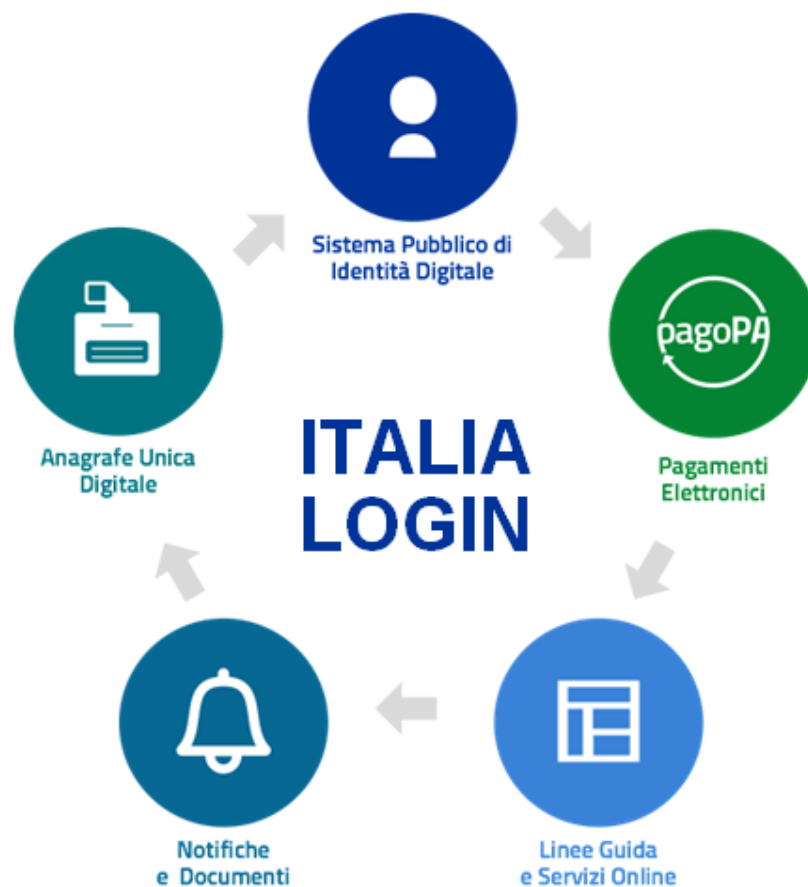 Sistema Pubblico di
Identità Digitale
pagoPA
Pagamenti
Elettronici
Linee Guida
e Servizi Online
Notifiche
e Documenti
Anagrafe Unica
Digitale
ITALIA
LOGIN